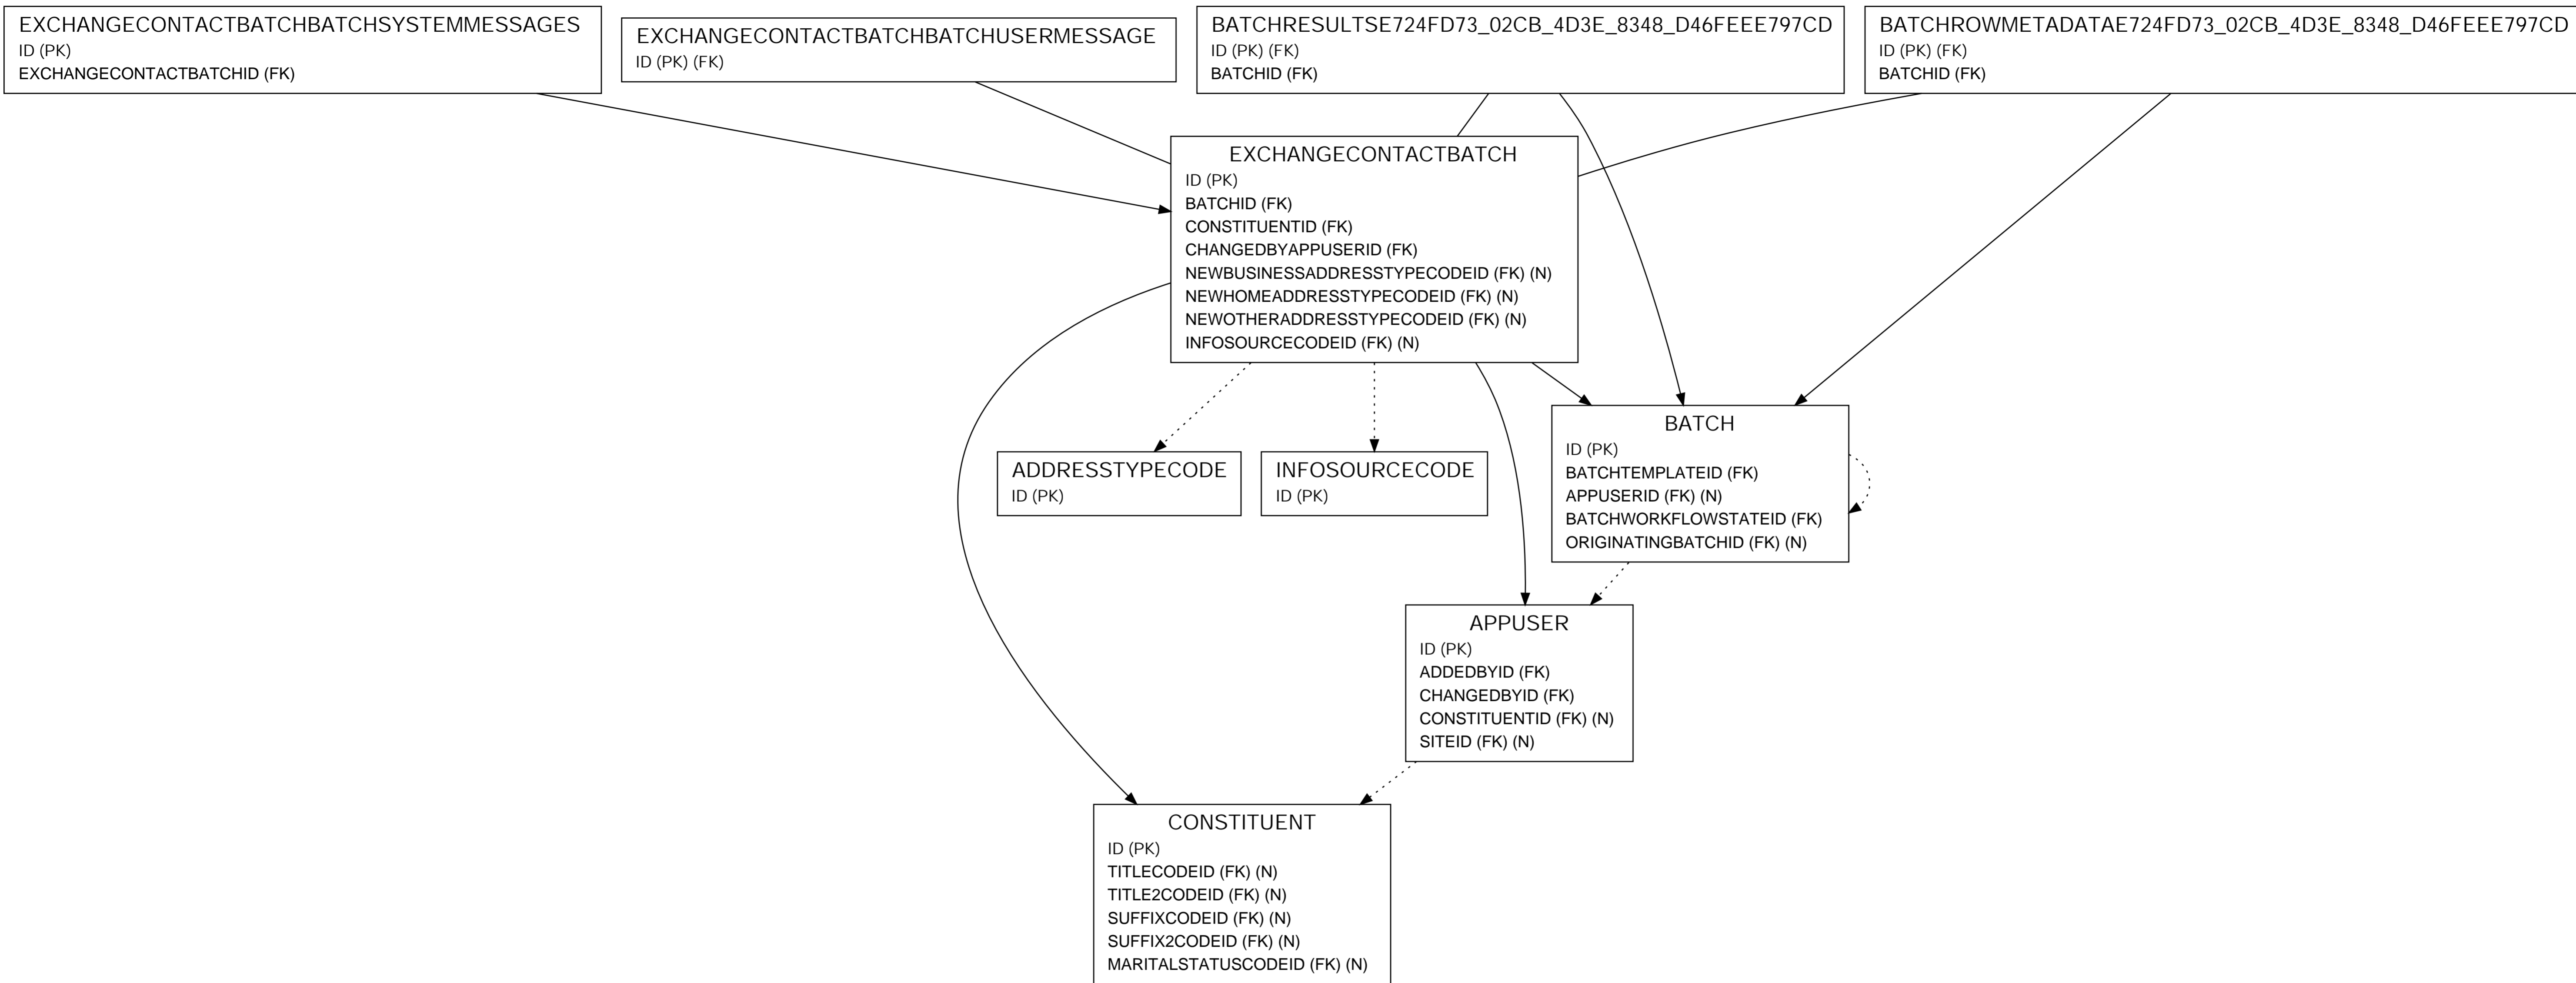 EXCHANGECONTACTBATCHBATCHSYSTEMMESSAGES
ID (PK)
EXCHANGECONTACTBATCHID (FK)
EXCHANGECONTACTBATCHBATCHUSERMESSAGE
ID (PK) (FK)
BATCHRESULTSE724FD73_02CB_4D3E_8348_D46FEEE797CD
ID (PK) (FK)
BATCHID (FK)
BATCHROWMETADATAE724FD73_02CB_4D3E_8348_D46FEEE797CD
ID (PK) (FK)
BATCHID (FK)
EXCHANGECONTACTBATCH
ID (PK)
BATCHID (FK)
CONSTITUENTID (FK)
CHANGEDBYAPPUSERID (FK)
NEWBUSINESSADDRESSTYPECODEID (FK) (N)
NEWHOMEADDRESSTYPECODEID (FK) (N)
NEWOTHERADDRESSTYPECODEID (FK) (N)
INFOSOURCECODEID (FK) (N)
ADDRESSTYPECODE
ID (PK)
INFOSOURCECODE
ID (PK)
BATCH
ID (PK)
BATCHTEMPLATEID (FK)
APPUSERID (FK) (N)
BATCHWORKFLOWSTATEID (FK)
ORIGINATINGBATCHID (FK) (N)
APPUSER
ID (PK)
ADDEDBYID (FK)
CHANGEDBYID (FK)
CONSTITUENTID (FK) (N)
SITEID (FK) (N)
CONSTITUENT
ID (PK)
TITLECODEID (FK) (N)
TITLE2CODEID (FK) (N)
SUFFIXCODEID (FK) (N)
SUFFIX2CODEID (FK) (N)
MARITALSTATUSCODEID (FK) (N)